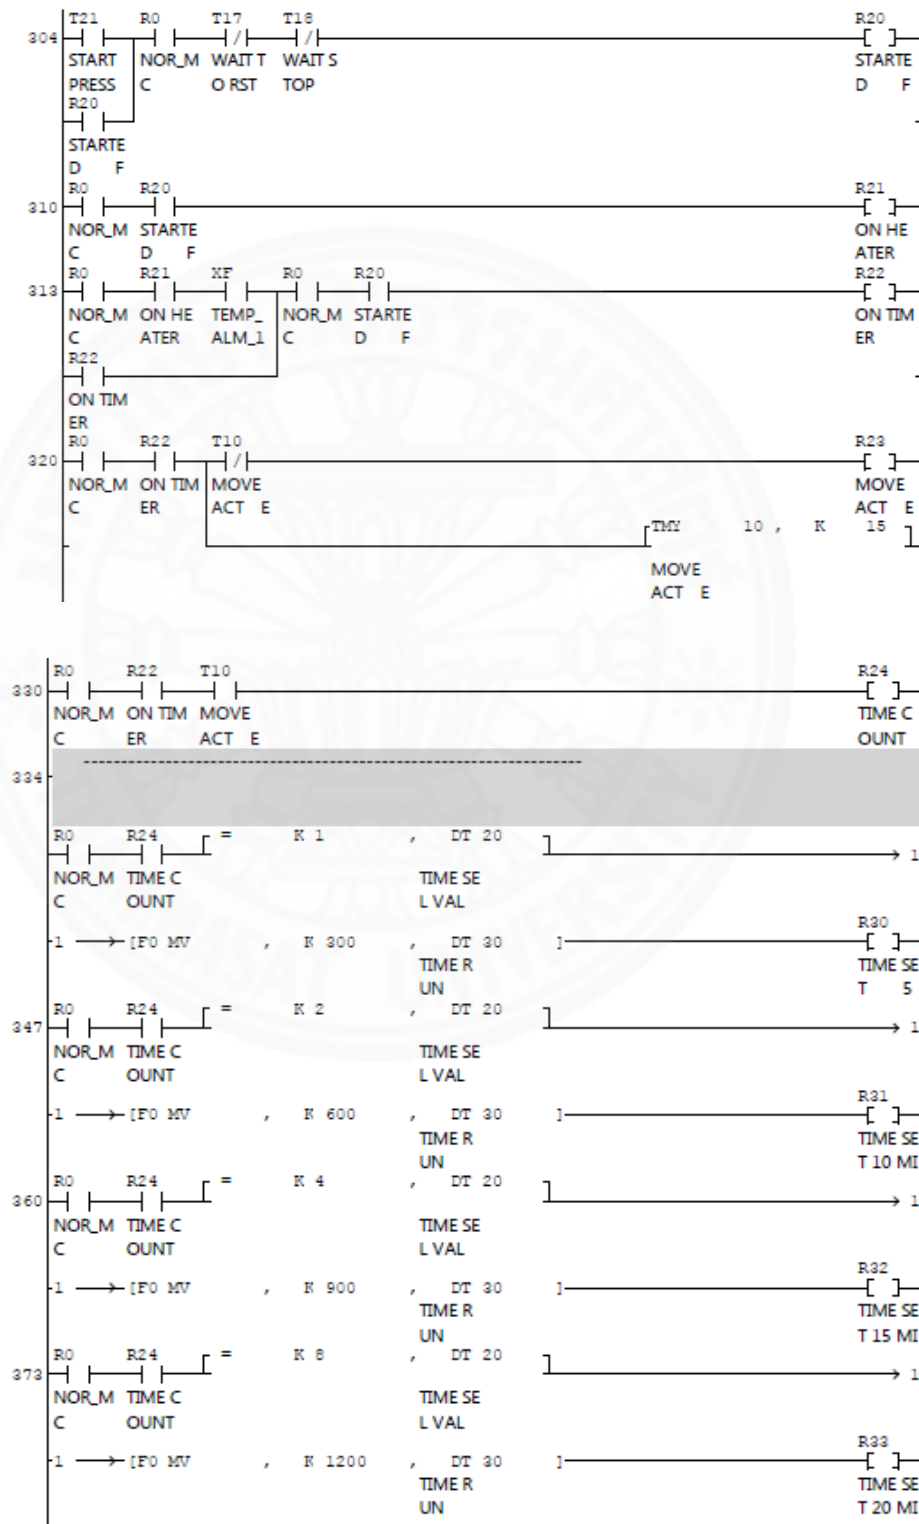 T21 R0 T17 T18 R20
304
START NOR_M WAIT T WAIT S STARTE
PRESS C O RST TOP D F
R20
STARTE
D F
R0 R20 R21
310
NOR_M STARTE ON HE
C D F ATER
R0 R21 XF R0 R20 R22
313
NOR_M ON HE TEMP_ NOR_M STARTE ON TIM
C ATER ALM_1 C D F ER
R22
ON TIM
ER
R0 R22 T10 R23
320
NOR_M ON TIM MOVE MOVE
C ER ACT E ACT E
TMY 10 , K 15
MOVE
ACT E
R0 R22 T10 R24
330
NOR_M ON TIM MOVE TIME C
C ER ACT E OUNT
334
R0 R24 = K 1 , DT 20
1
NOR_M TIME C TIME SE
C OUNT L VAL
R30
1 [F0 MV , K 300 , DT 30 ]
TIME R TIME SE
UN T 5
R0 R24 = K 2 , DT 20
347 1
NOR_M TIME C TIME SE
C OUNT L VAL
R31
1 [F0 MV , K 600 , DT 30 ]
TIME R TIME SE
UN T 10 MI
R0 R24 = K 4 , DT 20
360 1
NOR_M TIME C TIME SE
C OUNT L VAL
R32
1 [F0 MV , K 900 , DT 30 ]
TIME R TIME SE
UN T 15 MI
R0 R24 = K 8 , DT 20
373 1
NOR_M TIME C TIME SE
C OUNT L VAL
R33
1 [F0 MV , K 1200 , DT 30 ]
TIME R TIME SE
UN T 20 MI